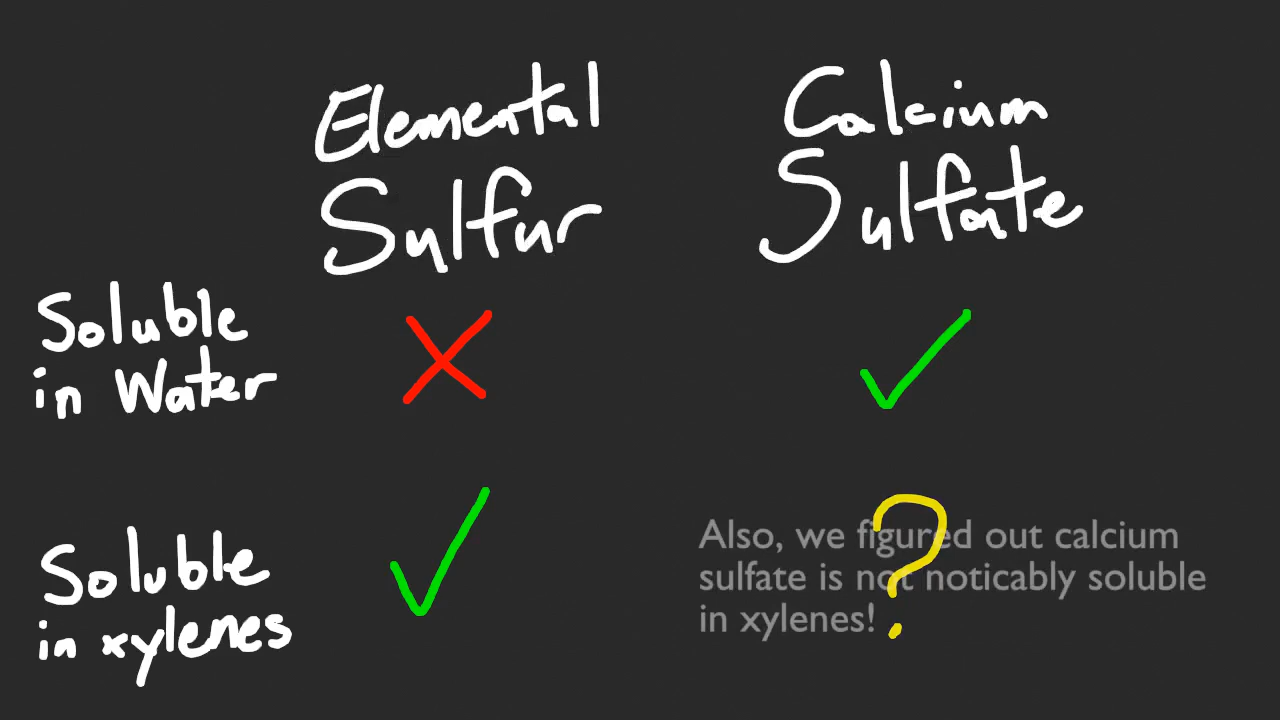 Elemental
Sulfur
Calcium
Sulfate
Soluble
in Water
Soluble
in xylenes
?
Also, we figured out calcium
sulfate is not noticably soluble
in xylenes!